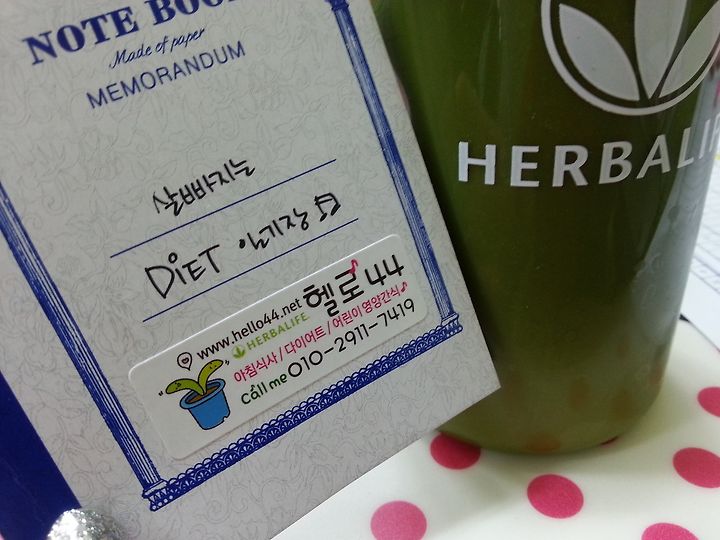 NOTE BOO
Made of paper
MEMORANDUM
살빠지는
DiET 일기장
www.hello44.net 헬로44
HERBALIFE
아침식사 / 다이어트 / 어린이 영양간식
Call me 010-2911-7419
HERBALIF